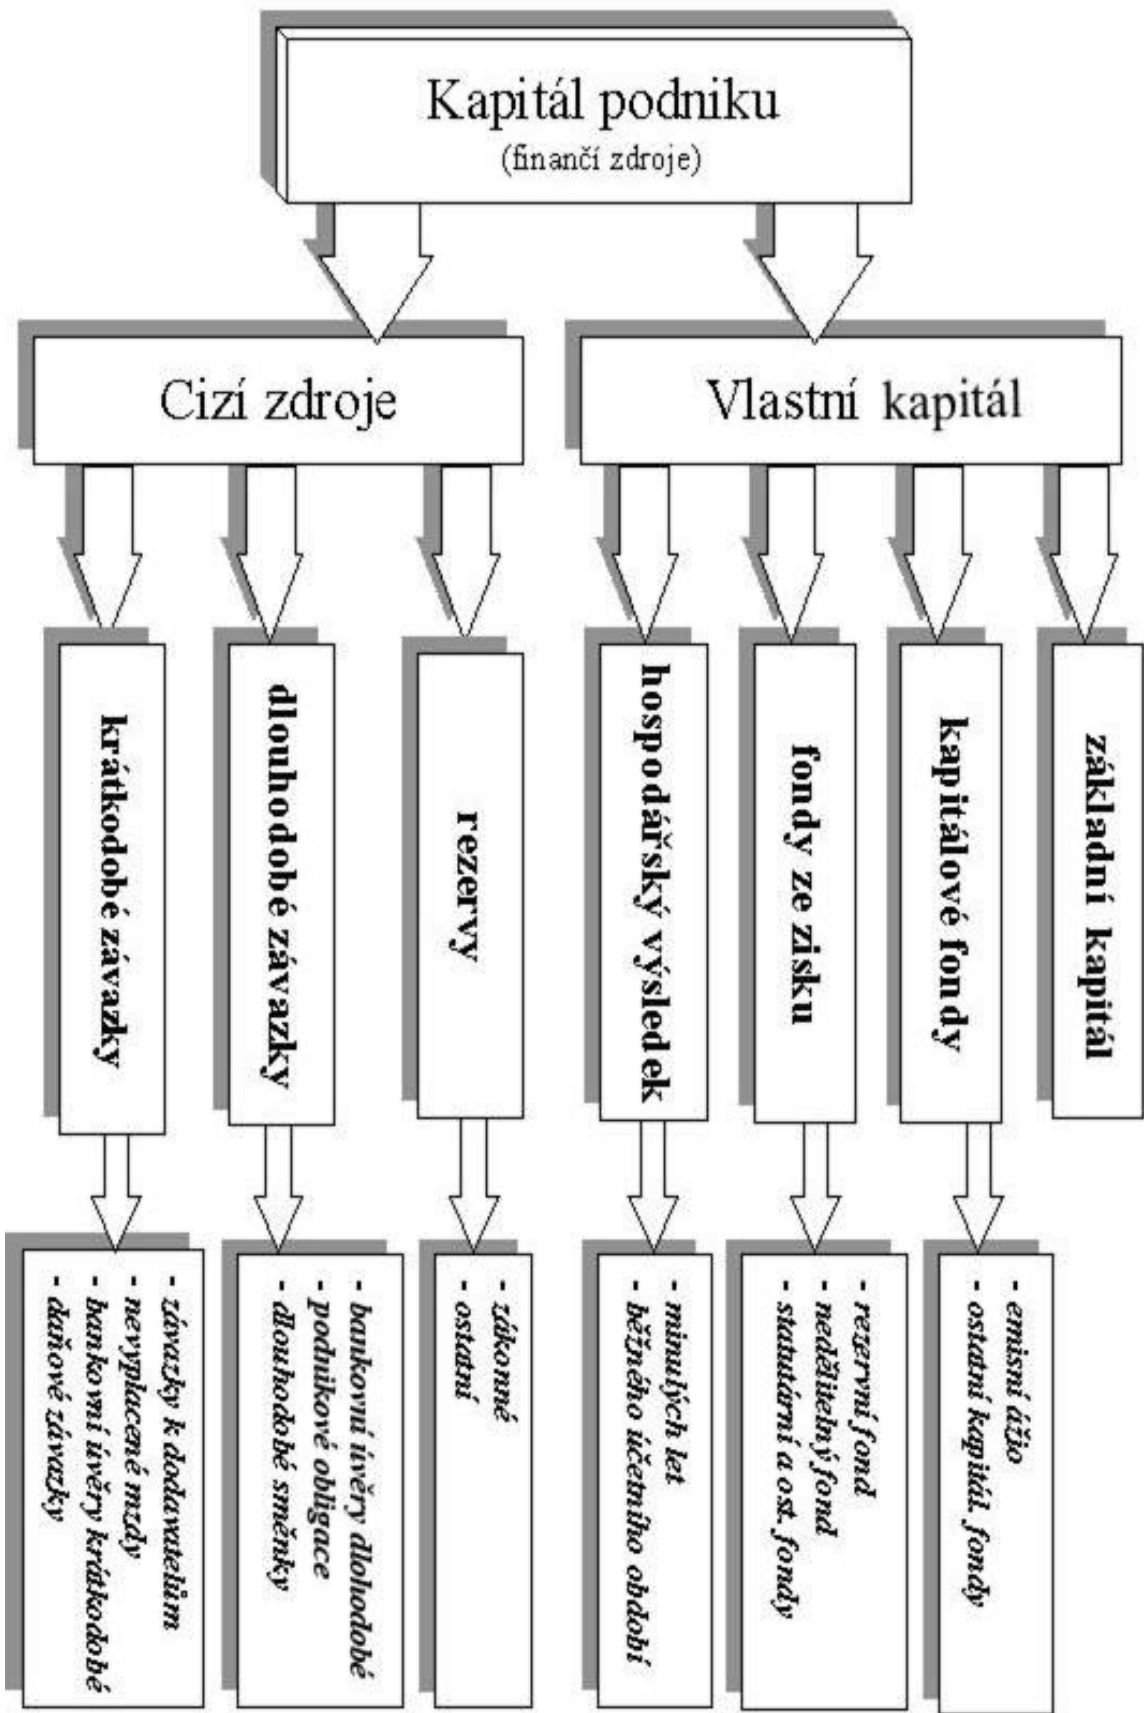 Kapitál podniku
(finančí zdroje)
Cizí zdroje
Vlastní kapitál
krátkodobé závazky
dlouhodobé závazky
rezervy
hospodářský výsledek
fondy ze zisku
kapitálové fondy
základní kapitál
- závazky k dodavatelům
- nevyplacené mzdy
- bankovní úvěry krátkodobé
- daňové závazky
- bankovní úvěry dlohodobé
- podnikové obligace
- dlouhodobé směnky
- zákonné
- ostatní
- minulých let
- běžného účetního období
- rezervní fond
- nedělitelný fond
- statutární a ost. fondy
- emisní ážio
- ostatní kapitál. fondy